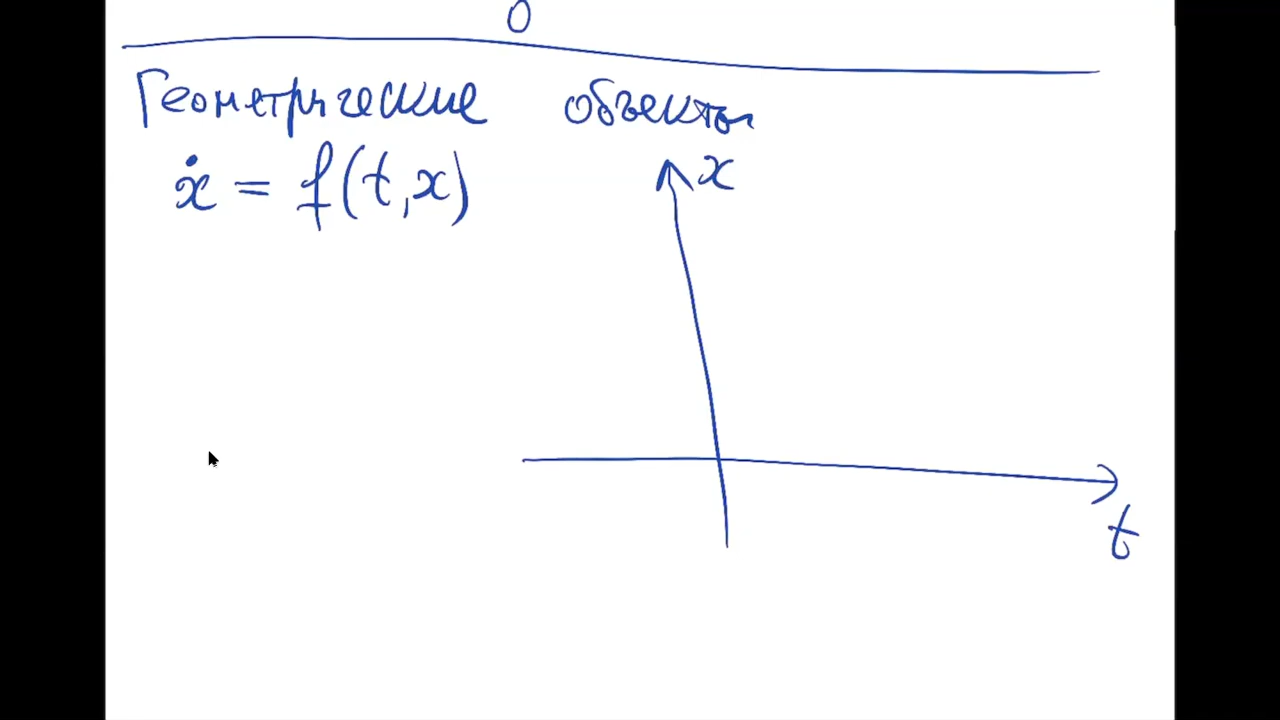 0
Геометрические объекты
ẋ = f(t,x)
x
t